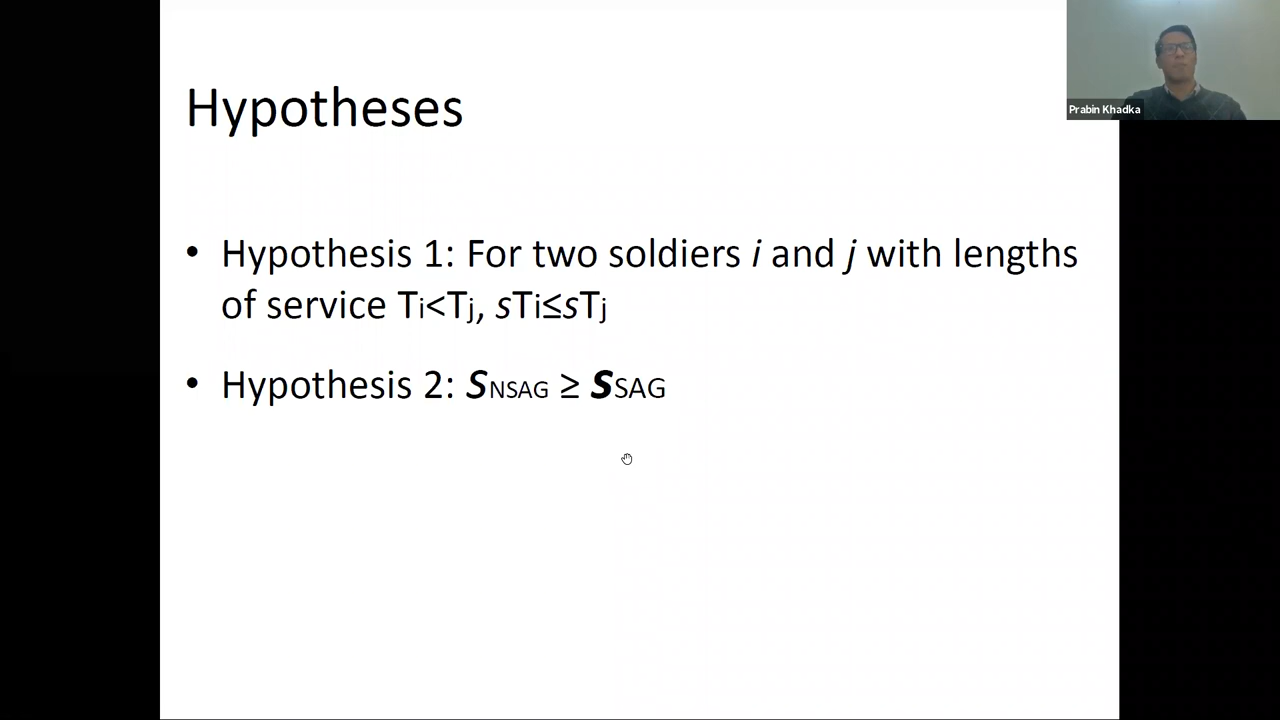 Prabin Khadka
Hypotheses
• Hypothesis 1: For two soldiers i and j with lengths
of service Ti<Tj, sTi≤sTj
• Hypothesis 2: SNSAG ≥ SSAG